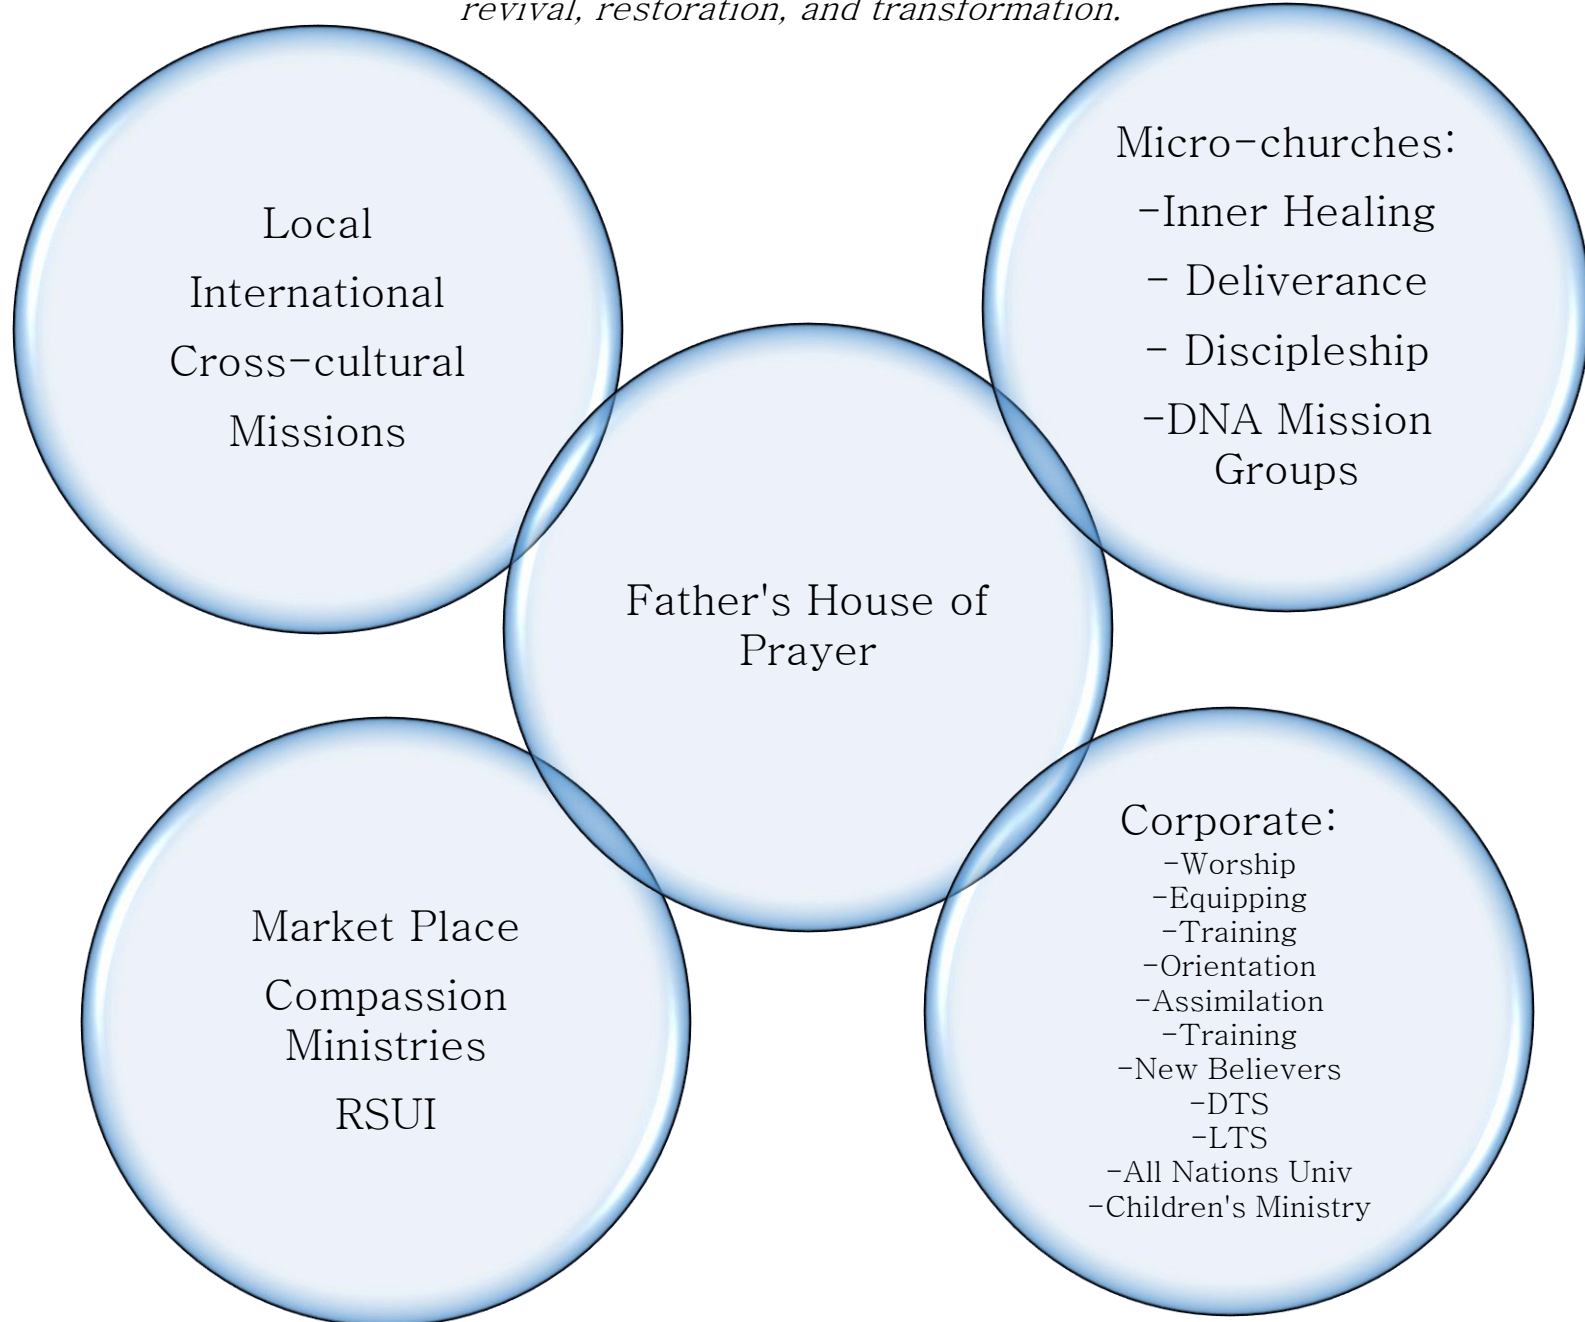 revival, restoration, and transformation.
Local
International
Cross-cultural
Missions
Micro-churches:
-Inner Healing
- Deliverance
- Discipleship
-DNA Mission
Groups
Father's House of
Prayer
Market Place
Compassion
Ministries
RSUI
Corporate:
-Worship
-Equipping
-Training
-Orientation
-Assimilation
-Training
-New Believers
-DTS
-LTS
-All Nations Univ
-Children's Ministry